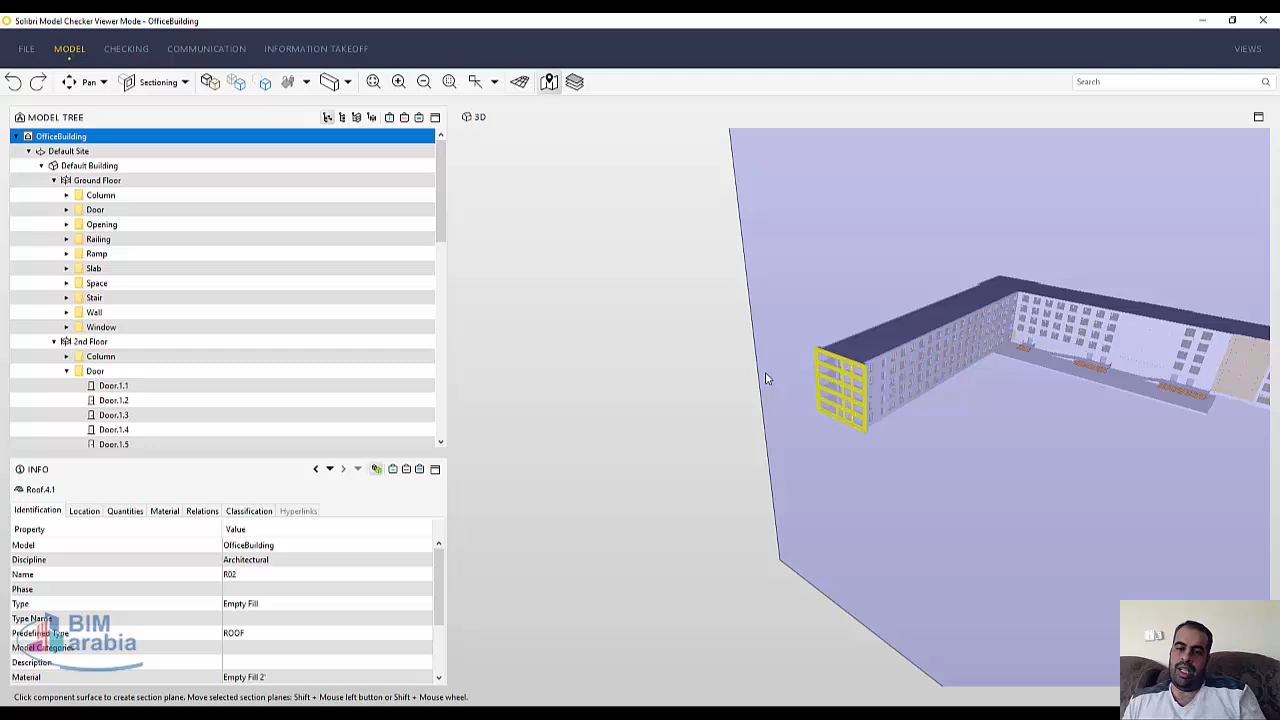 Solibri Model Checker Viewer Mode - OfficeBuilding
FILE MODEL CHECKING COMMUNICATION INFORMATION TAKEOFF VIEWS
Pan Sectioning Search
MODEL TREE
OfficeBuilding
Default Site
Default Building
Ground Floor
Column
Door
Opening
Railing
Ramp
Slab
Space
Stair
Wall
Window
2nd Floor
Column
Door
Door.1.1
Door.1.2
Door.1.3
Door.1.4
Door.1.5
3D
INFO
Roof.4.1
Identification Location Quantities Material Relations Classification Hyperlinks
Property Value
Model OfficeBuilding
Discipline Architectural
Name R02
Phase
Type Empty Fill
Type Name
Predefined Type ROOF
Model Categories
Description
Material Empty Fill 2'
BIM
arabia
Click component surface to create section plane. Move selected section planes: Shift + Mouse left button or Shift + Mouse wheel.